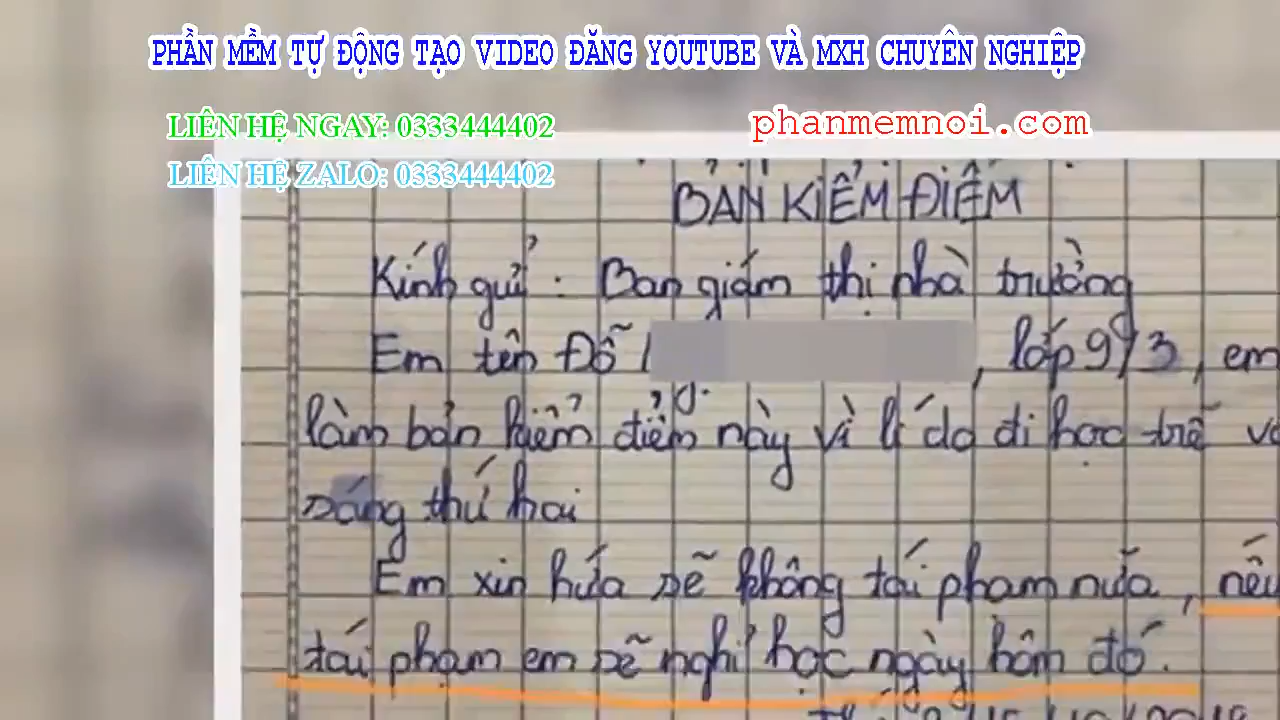 PHẦN MỀM TỰ ĐỘNG TẠO VIDEO ĐĂNG YOUTUBE VÀ MXH CHUYÊN NGHIỆP
LIÊN HỆ NGAY: 0333444402
phanmemnoi.com
LIÊN HỆ ZALO: 0333444402
BẢN KIỂM ĐIỂM
Kính gửi : Ban giám thị nhà trường
Em tên Đỗ , lớp 9/3, em
làm bản kiểm điểm này vì lí do đi học trễ
sáng thứ hai
Em xin hứa sẽ không tái phạm nữa, nếu
tái phạm em sẽ nghỉ học ngày hôm đó.